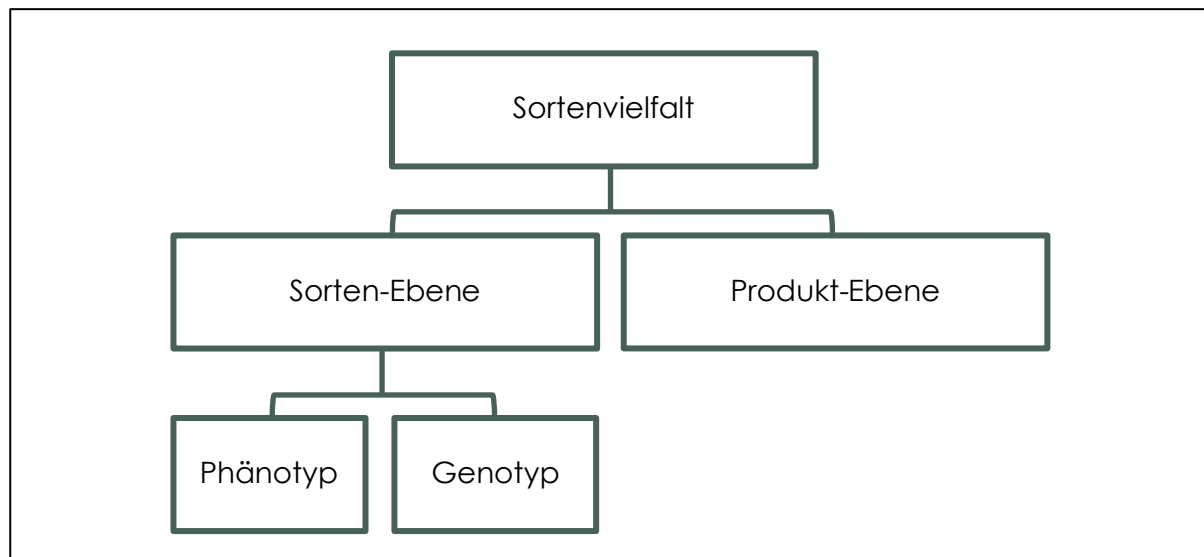 Sortenvielfalt
Sorten-Ebene
Produkt-Ebene
Phänotyp
Genotyp